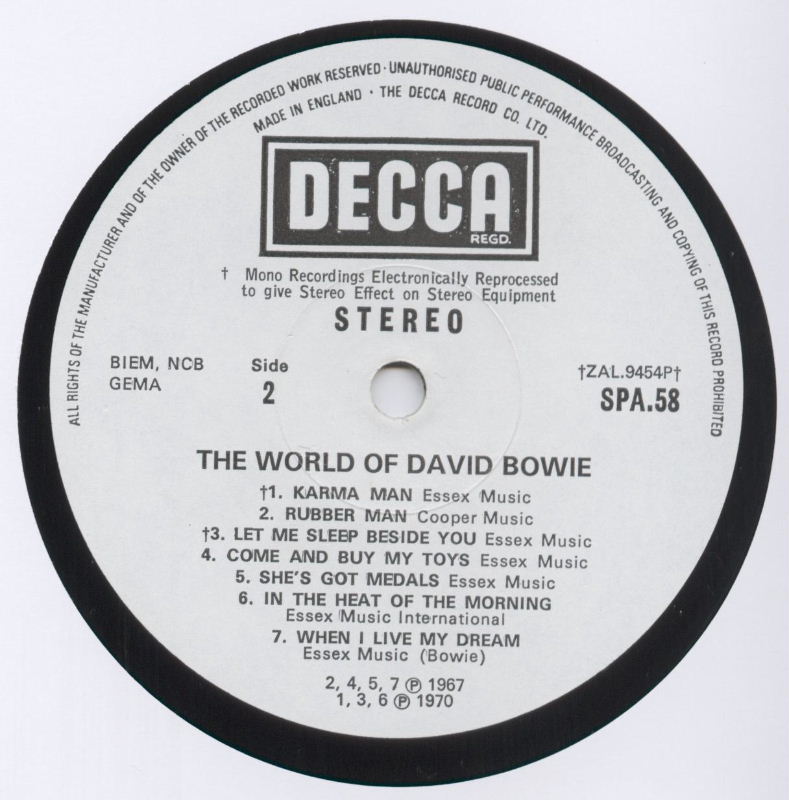 ALL RIGHTS OF THE MANUFACTURER AND OF THE OWNER OF THE RECORDED WORK RESERVED · UNAUTHORISED PUBLIC PERFORMANCE BROADCASTING AND COPYING OF THIS RECORD PROHIBITED
MADE IN ENGLAND · THE DECCA RECORD CO. LTD.
DECCA
REGD.
† Mono Recordings Electronically Reprocessed
to give Stereo Effect on Stereo Equipment
STEREO
BIEM, NCB
GEMA
Side
2
†ZAL.9454P†
SPA.58
THE WORLD OF DAVID BOWIE
†1. KARMA MAN Essex Music
2. RUBBER MAN Cooper Music
†3. LET ME SLEEP BESIDE YOU Essex Music
4. COME AND BUY MY TOYS Essex Music
5. SHE'S GOT MEDALS Essex Music
6. IN THE HEAT OF THE MORNING
Essex Music International
7. WHEN I LIVE MY DREAM
Essex Music (Bowie)
2, 4, 5, 7 ℗ 1967
1, 3, 6 ℗ 1970